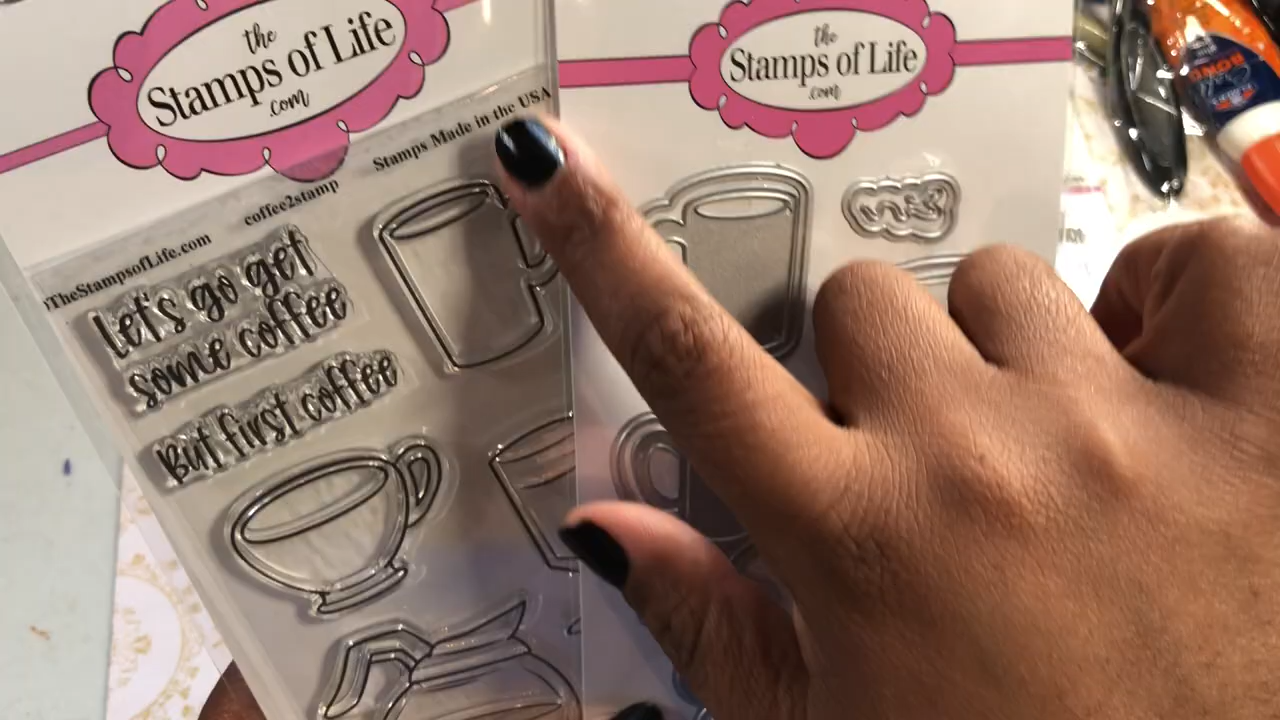 the
Stamps of Life
.com
Stamps Made in the USA
coffee2stamp
TheStampsofLife.com
Let's go get
some coffee
But first coffee
the
Stamps of Life
.com
BOND